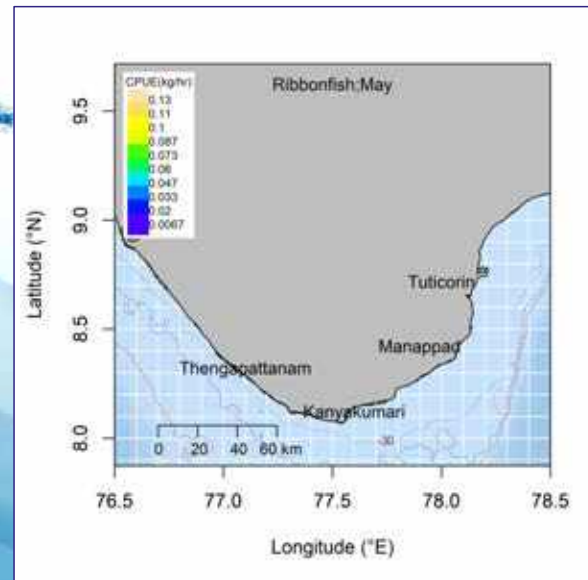 CPUE(kg/hr)
0.13
0.11
0.1
0.087
0.073
0.06
0.047
0.033
0.02
0.0067
Ribbonfish:May
Tuticorin
Manappad
Thengapattanam
Kanyakumari
-30
0 20 40 60 km
9.5
9.0
8.5
8.0
Latitude (°N)
76.5 77.0 77.5 78.0 78.5
Longitude (°E)